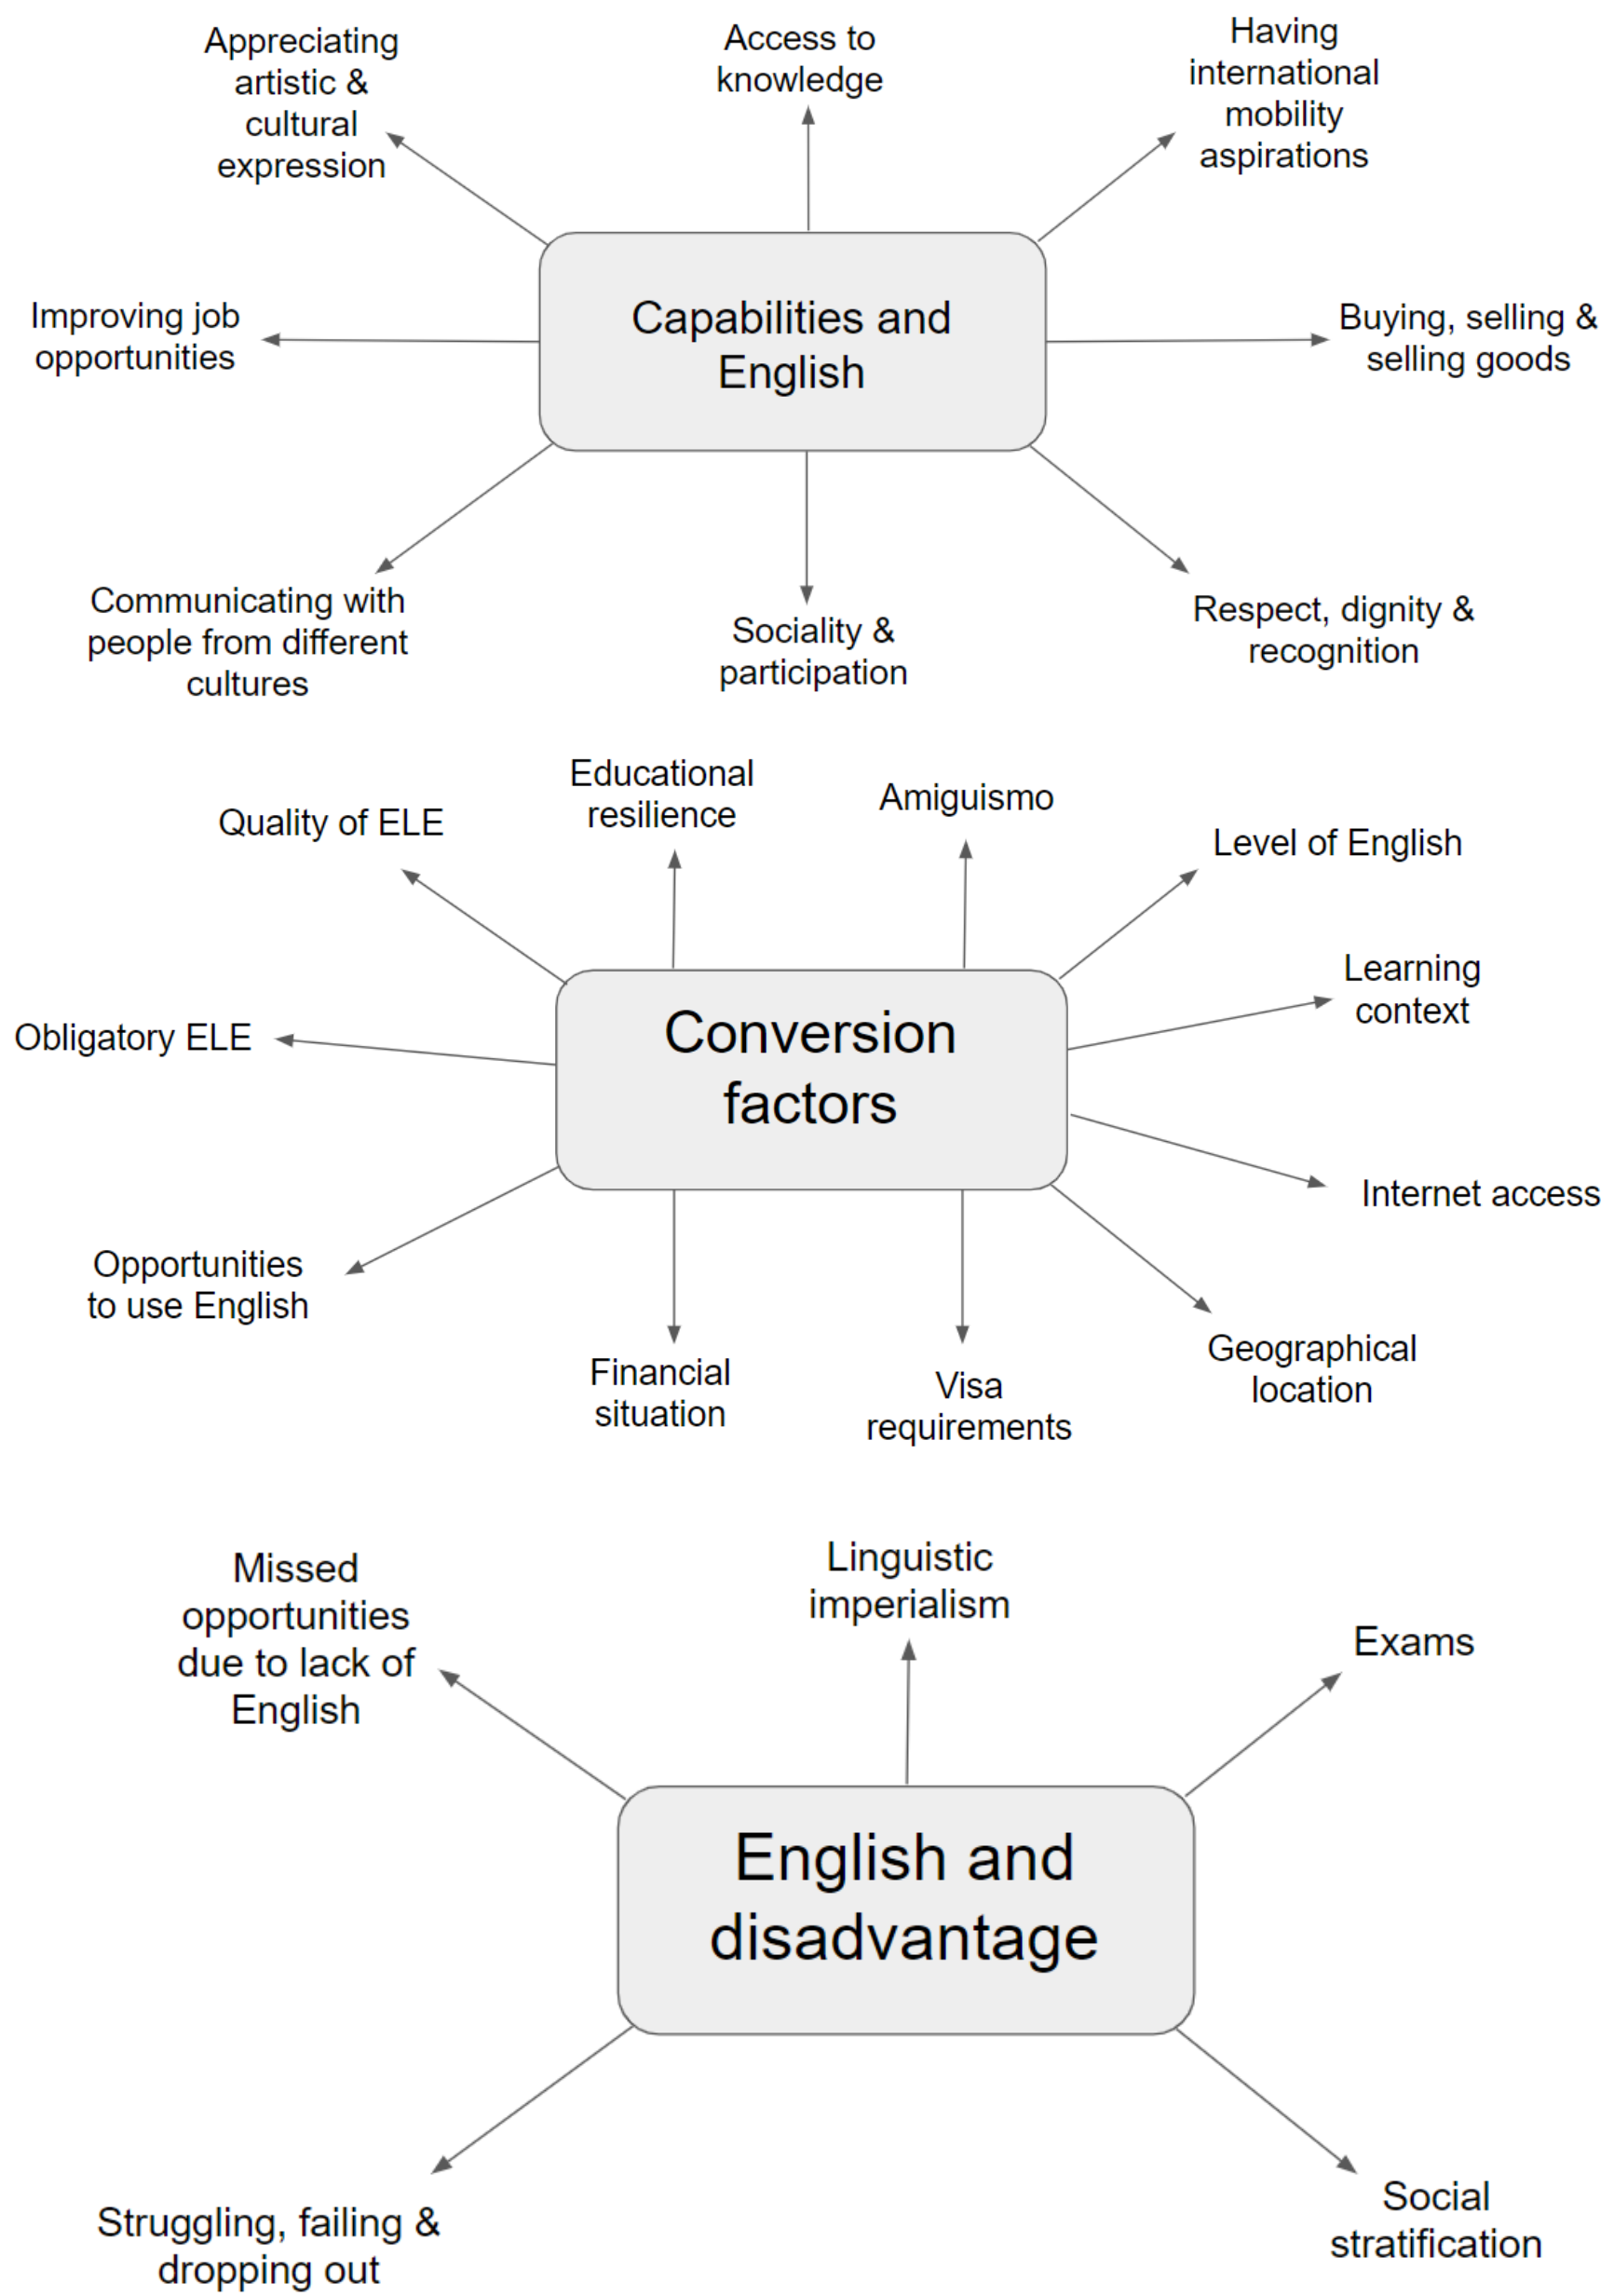 Appreciating
artistic &
cultural
expression
Access to
knowledge
Having
international
mobility
aspirations
Improving job
opportunities
Capabilities and
English
Buying, selling &
selling goods
Communicating with
people from different
cultures
Sociality &
participation
Respect, dignity &
recognition
Quality of ELE
Educational
resilience
Amiguismo
Level of English
Obligatory ELE
Conversion
factors
Learning
context
Internet access
Opportunities
to use English
Financial
situation
Visa
requirements
Geographical
location
Missed
opportunities
due to lack of
English
Linguistic
imperialism
Exams
English and
disadvantage
Struggling, failing &
dropping out
Social
stratification